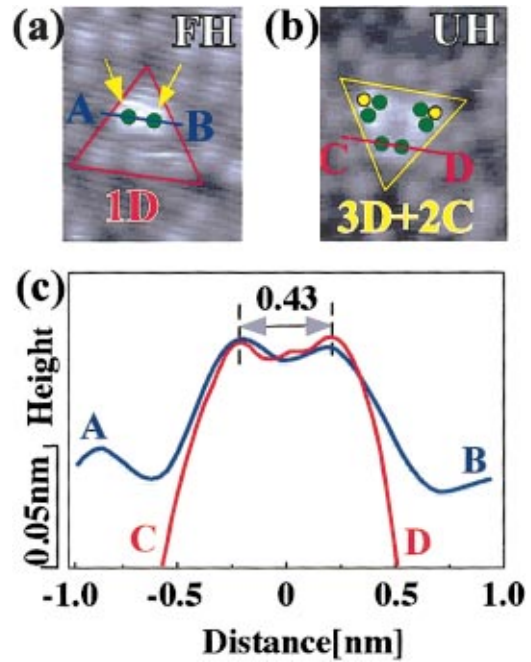 (a) FH
A B
1D
(b) UH
C D
3D+2C
(c)
0.43
Height
0.05nm
A B
C D
-1.0 -0.5 0 0.5 1.0
Distance[nm]